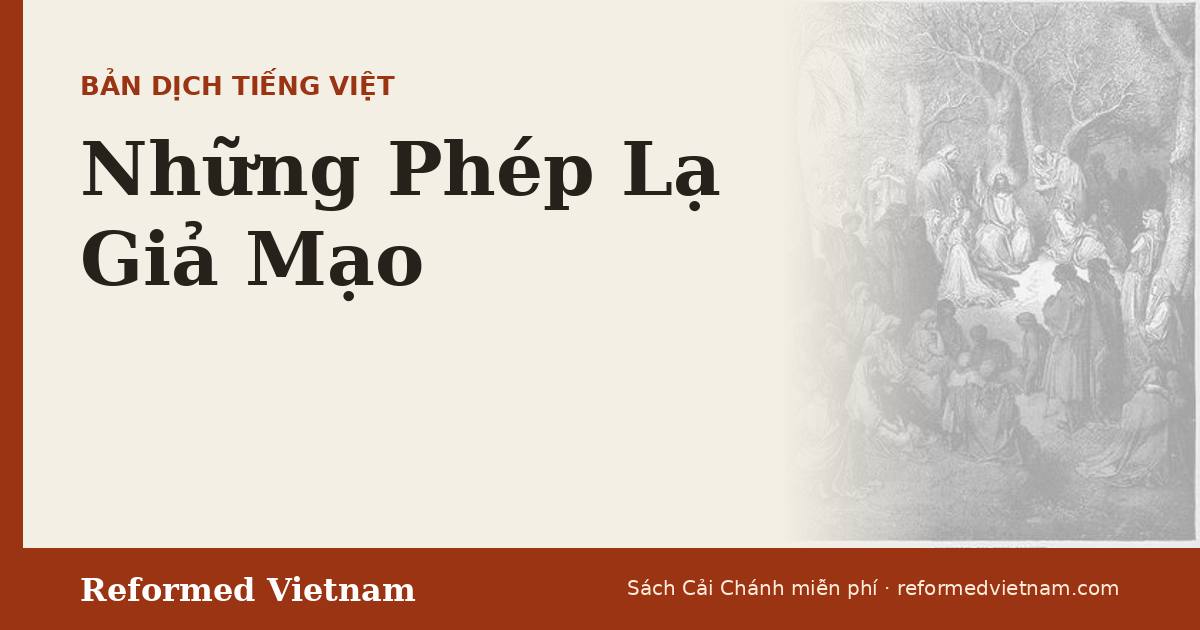 BẢN DỊCH TIẾNG VIỆT
Những Phép Lạ
Giả Mạo
Reformed Vietnam
Sách Cải Chánh miễn phí · reformedvietnam.com